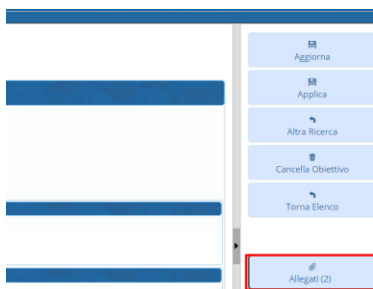 Aggiorna
Applica
Altra Ricerca
Cancella Obiettivo
Torna Elenco
Allegati (2)